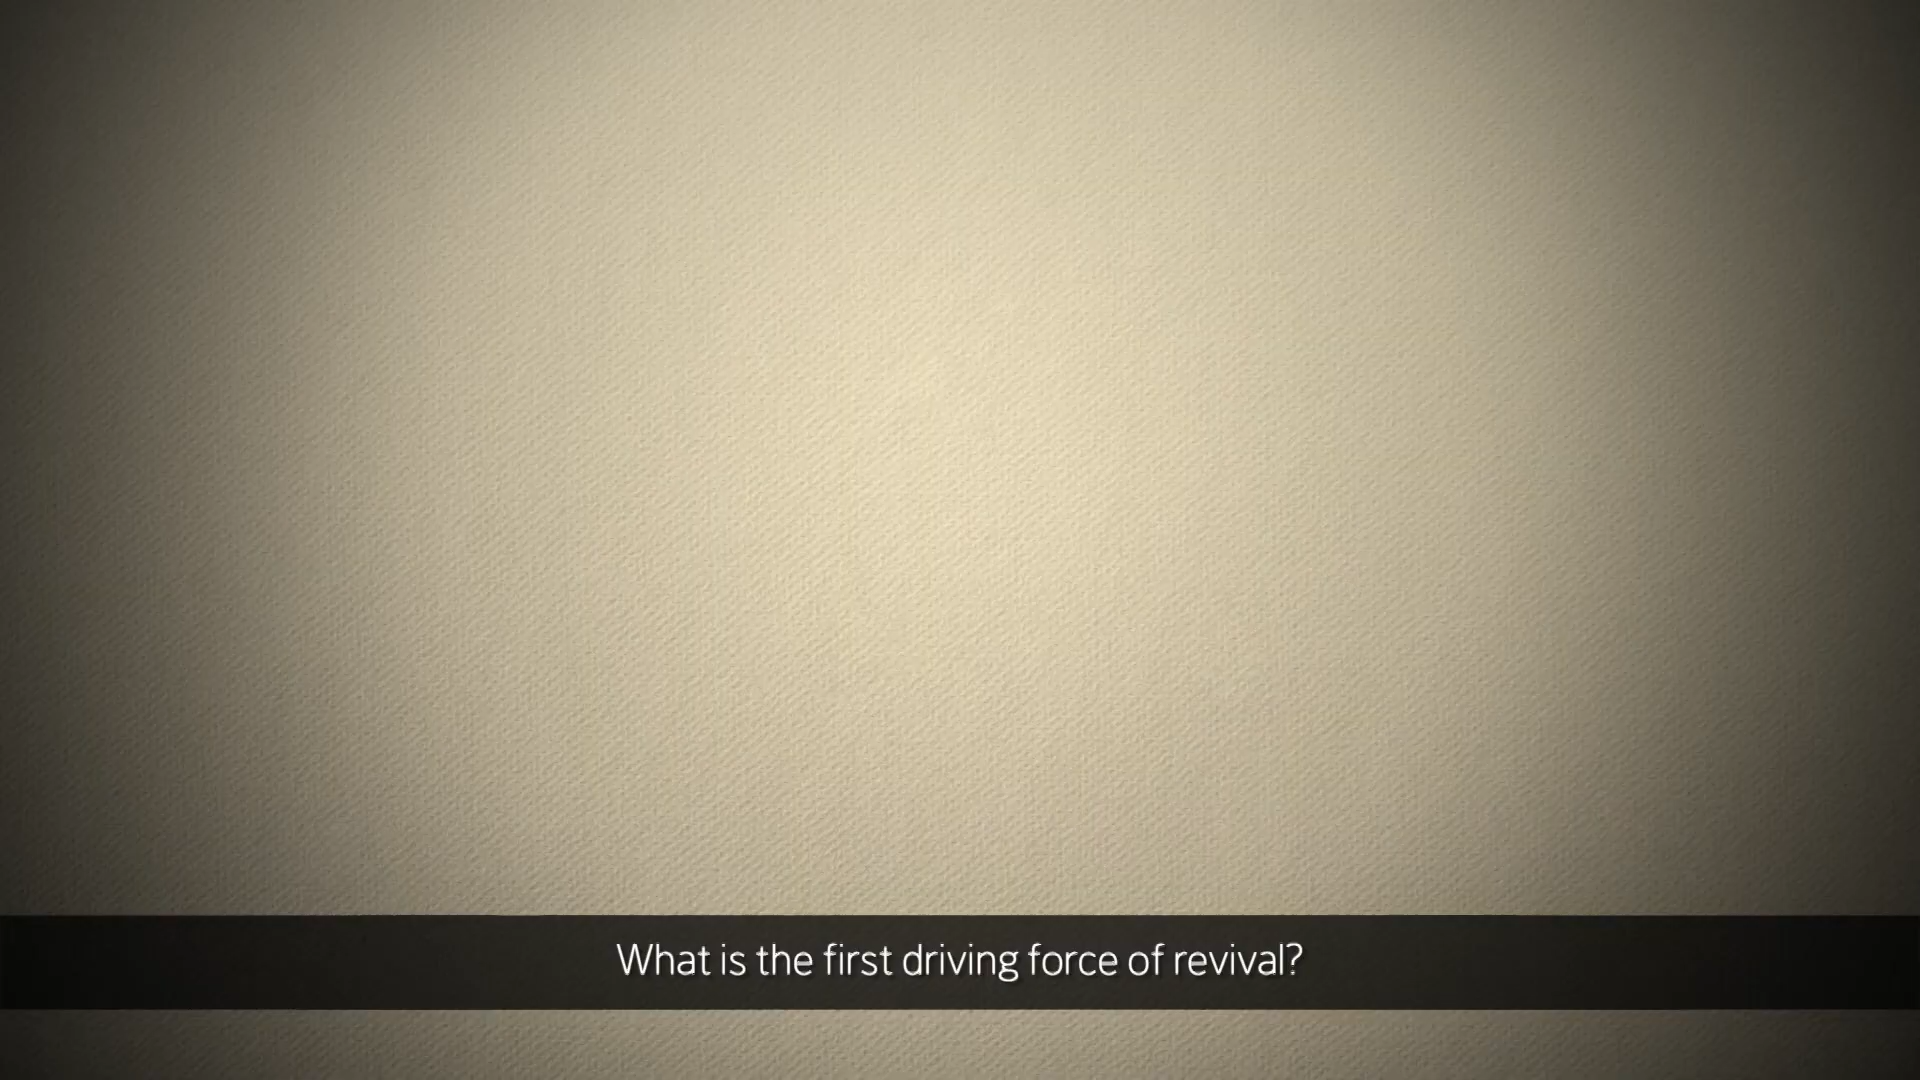 What is the first driving force of revival?